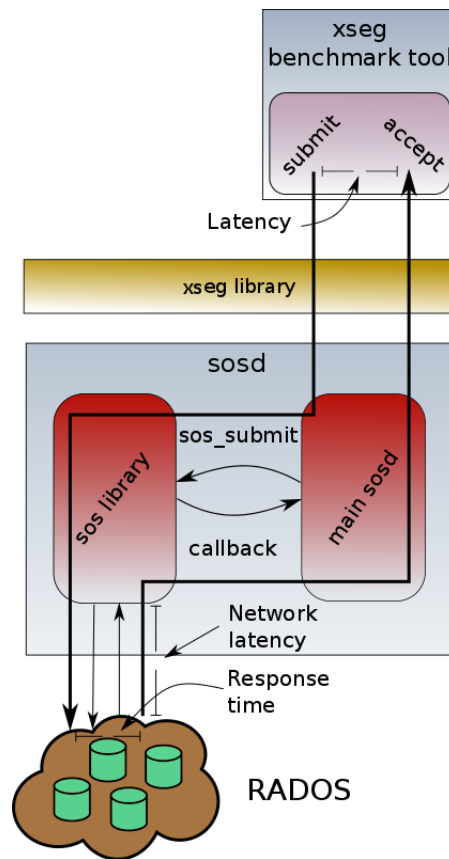 xseg
benchmark tool
submit
accept
Latency
xseg library
sosd
sos_submit
sos library
main sosd
callback
Network
latency
Response
time
RADOS